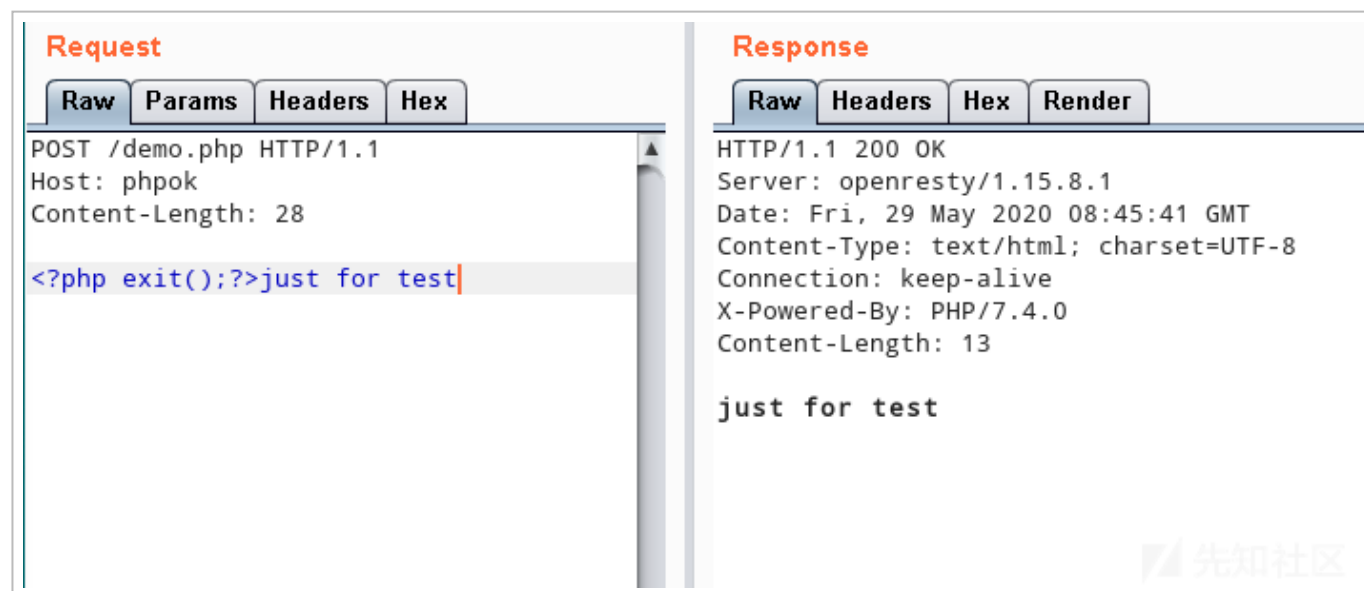 Request
Raw Params Headers Hex
POST /demo.php HTTP/1.1
Host: phpok
Content-Length: 28
<?php exit();?>just for test
Response
Raw Headers Hex Render
HTTP/1.1 200 OK
Server: openresty/1.15.8.1
Date: Fri, 29 May 2020 08:45:41 GMT
Content-Type: text/html; charset=UTF-8
Connection: keep-alive
X-Powered-By: PHP/7.4.0
Content-Length: 13
just for test
先知社区